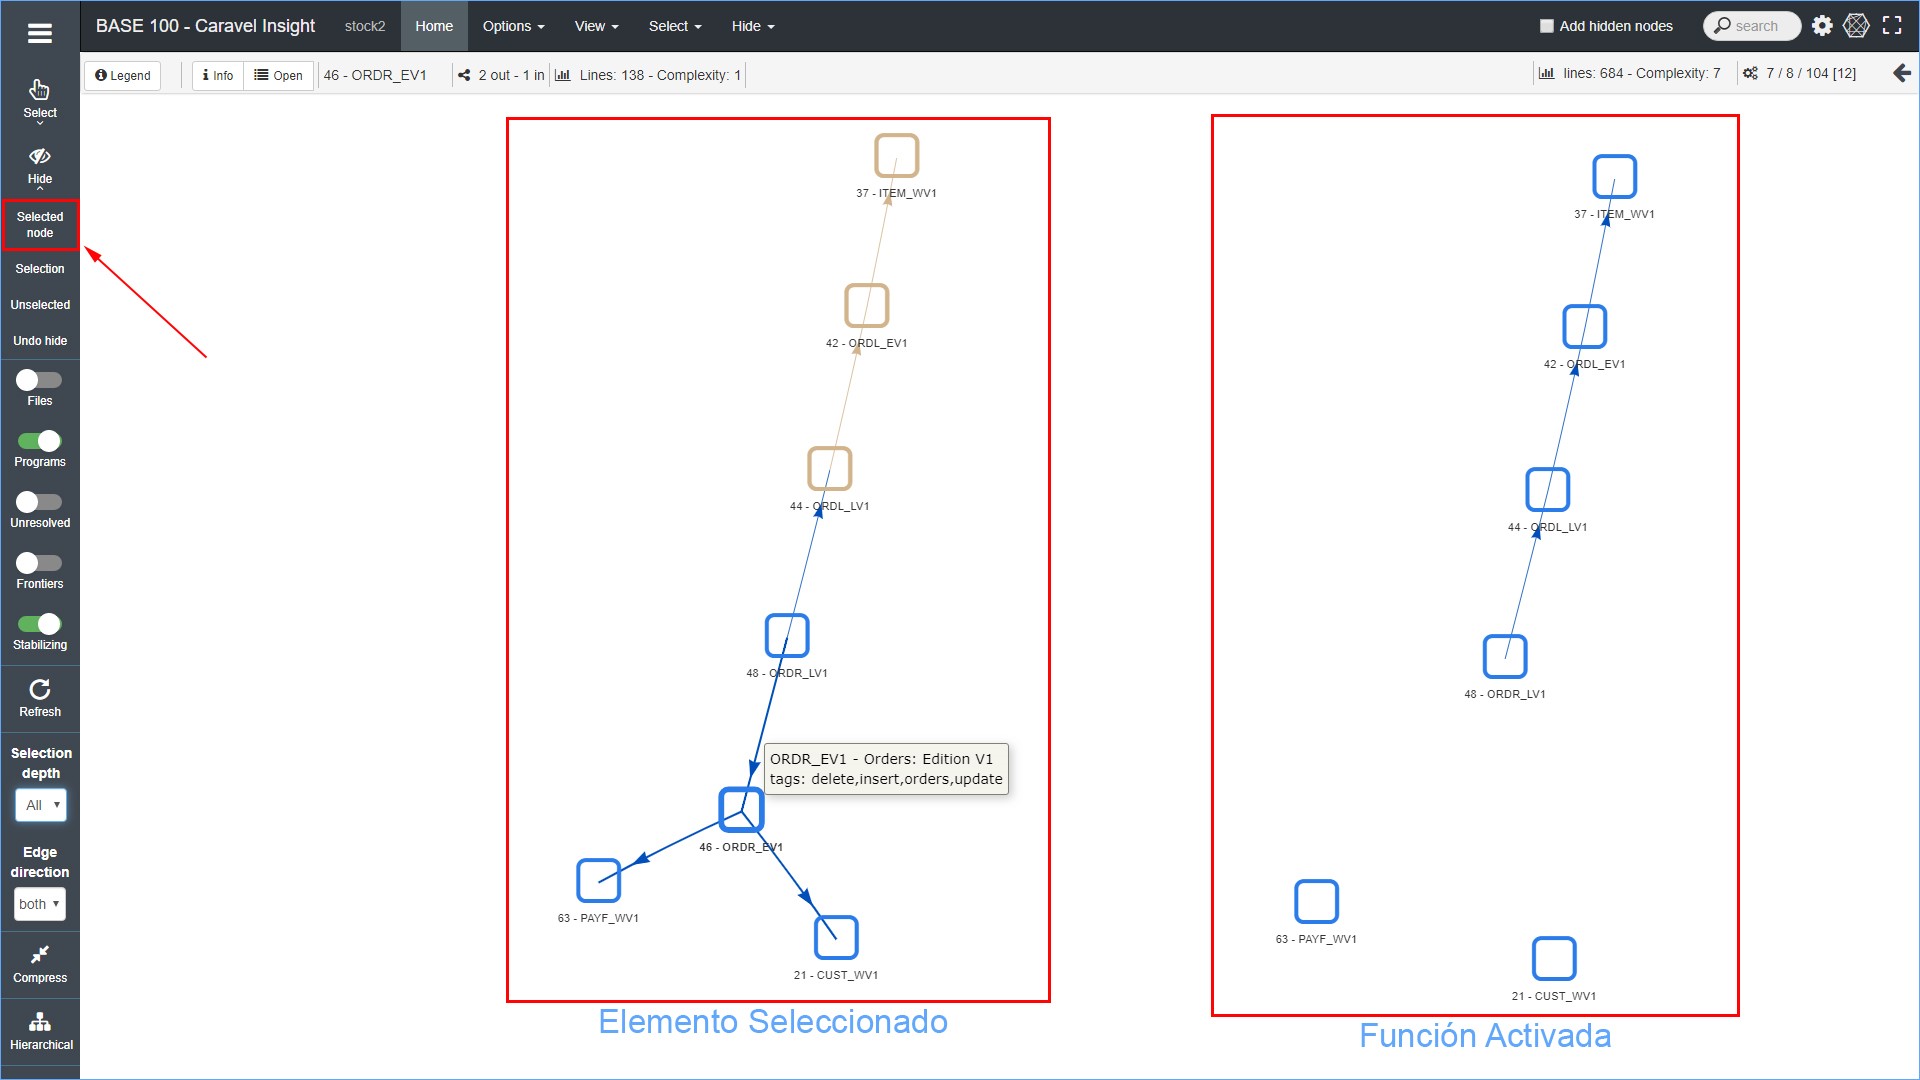 BASE 100 - Caravel Insight
stock2
Home
Options
View
Select
Hide
Add hidden nodes
search
Legend
Info
Open
46 - ORDR_EV1
2 out - 1 in
Lines: 138 - Complexity: 1
lines: 684 - Complexity: 7
7 / 8 / 104 [12]
Select
Hide
Selected
node
Selection
Unselected
Undo hide
Files
Programs
Unresolved
Frontiers
Stabilizing
Refresh
Selection
depth
All
Edge
direction
both
Compress
Hierarchical
37 - ITEM_WV1
42 - ORDL_EV1
44 - ORDL_LV1
48 - ORDR_LV1
ORDR_EV1 - Orders: Edition V1
tags: delete,insert,orders,update
46 - ORDR_EV1
63 - PAYF_WV1
21 - CUST_WV1
Elemento Seleccionado
37 - ITEM_WV1
42 - ORDL_EV1
44 - ORDL_LV1
48 - ORDR_LV1
63 - PAYF_WV1
21 - CUST_WV1
Función Activada